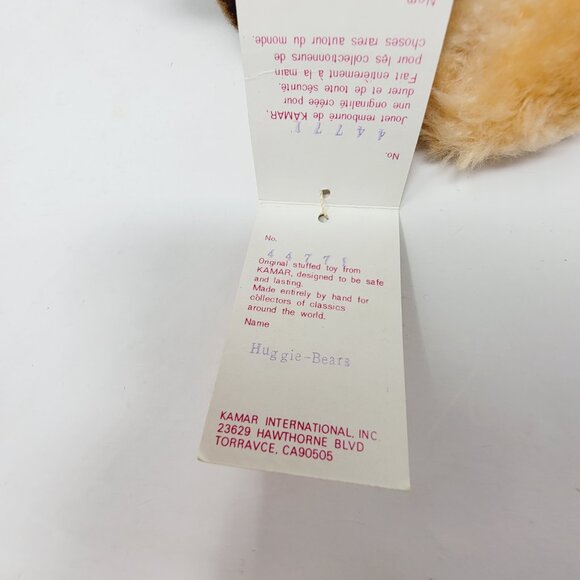 No.
44771
Jouet rembourré de KAMAR,
une originalité créée pour
durer et de toute sécurité.
Fait entièrement à la main
pour les collectionneurs de
choses rares autour du monde.
Nom
No.
44771
Original stuffed toy from
KAMAR, designed to be safe
and lasting.
Made entirely by hand for
collectors of classics
around the world.
Name
Huggie-Bears
KAMAR INTERNATIONAL, INC.
23629 HAWTHORNE BLVD
TORRAVCE, CA90505